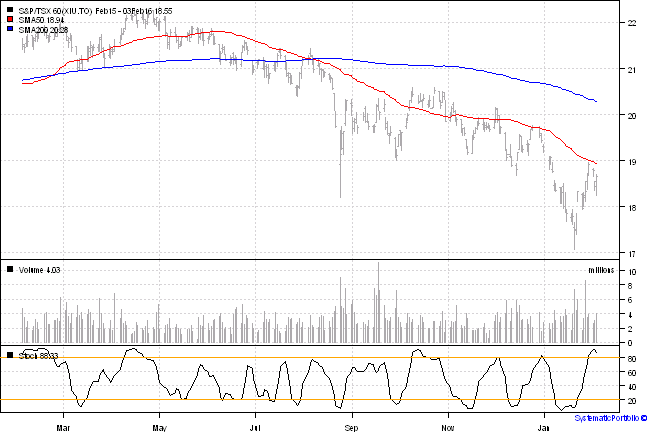 S&P/TSX 60(XIU.TO) Feb15 - 03Feb16 18.55
SMA50 18.94
SMA200 20.28
22
21
20
19
18
17
Volume 4.03
millions
10
8
6
4
2
0
Stoch 88.33
80
60
40
20
Mar May Jul Sep Nov Jan
SystematicPortfolio ©